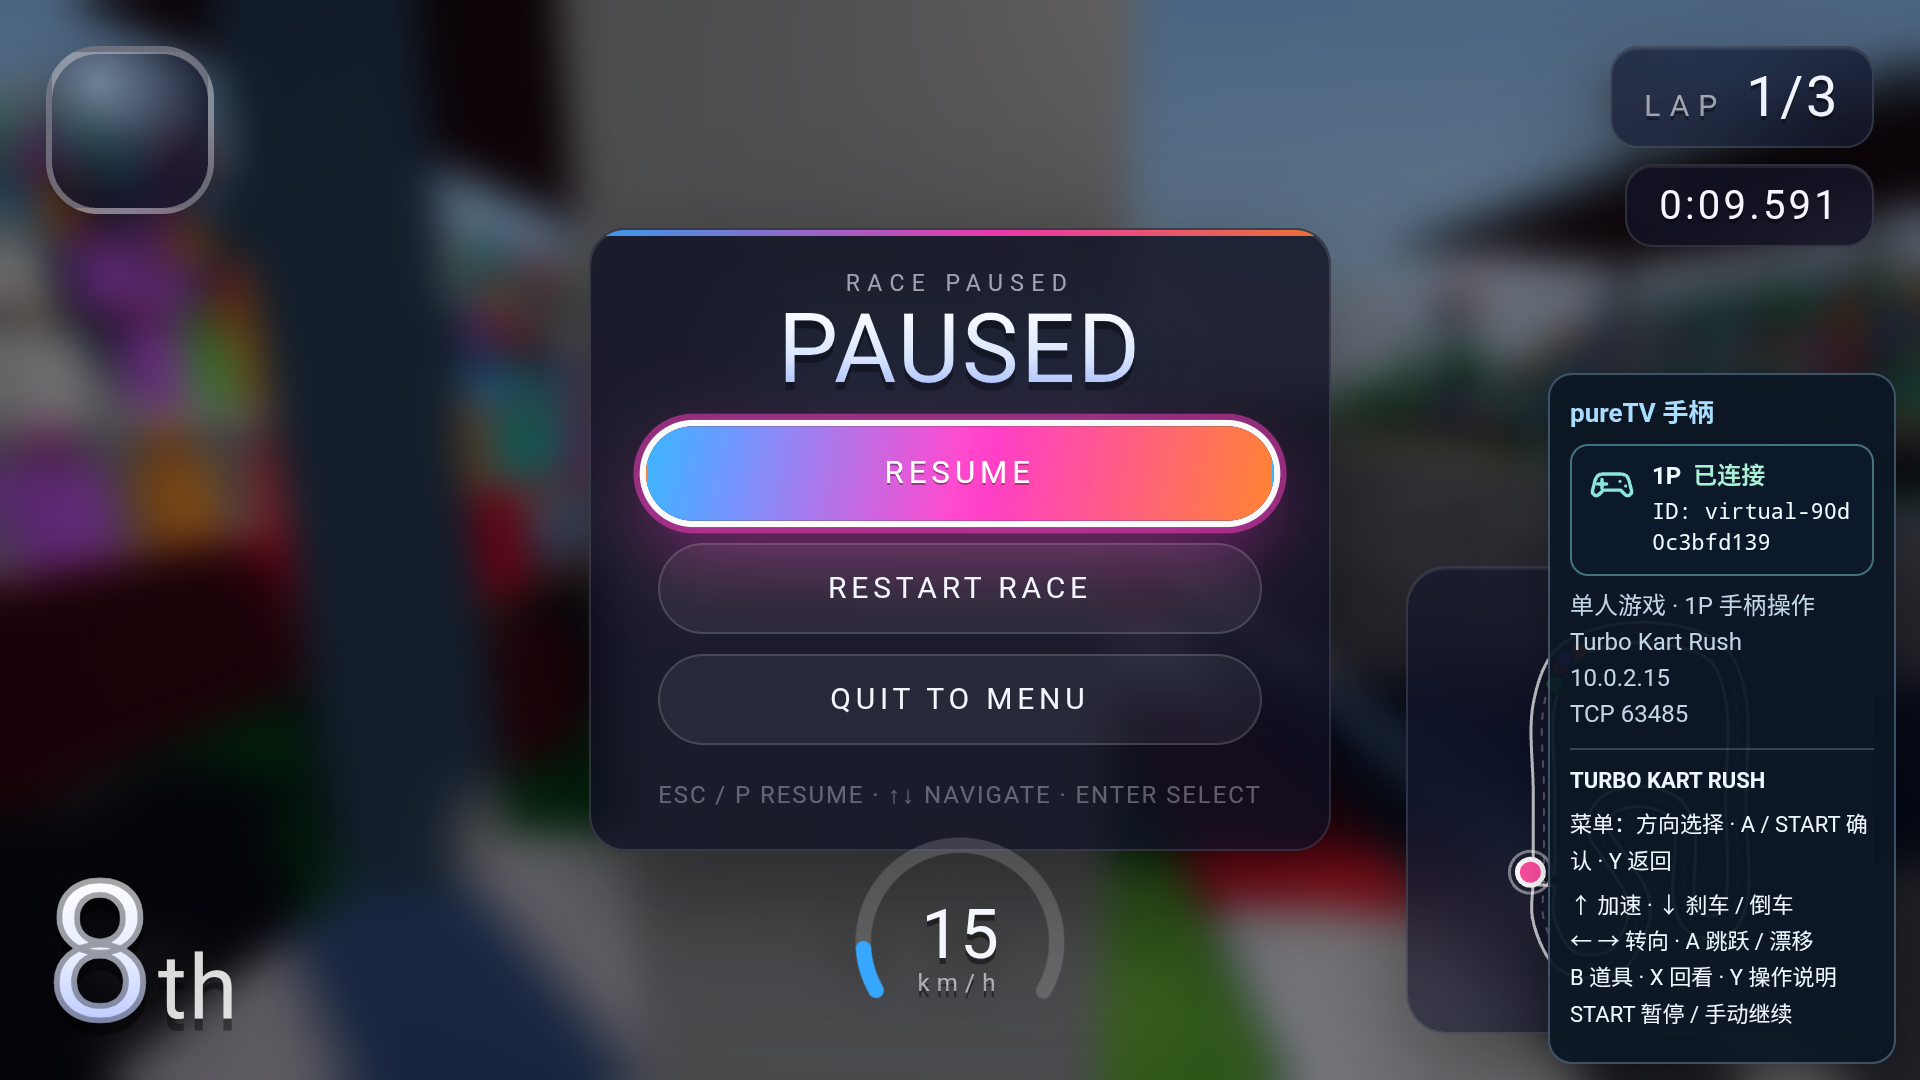 LAP 1/3
0:09.591
RACE PAUSED
PAUSED
RESUME
RESTART RACE
QUIT TO MENU
ESC / P RESUME · ↑↓ NAVIGATE · ENTER SELECT
8th
15
km/h
pureTV 手柄
1P 已连接
ID: virtual-90d
0c3bfd139
单人游戏 · 1P 手柄操作
Turbo Kart Rush
10.0.2.15
TCP 63485
TURBO KART RUSH
菜单：方向选择 · A / START 确
认 · Y 返回
↑ 加速 · ↓ 刹车 / 倒车
←→ 转向 · A 跳跃 / 漂移
B 道具 · X 回看 · Y 操作说明
START 暂停 / 手动继续